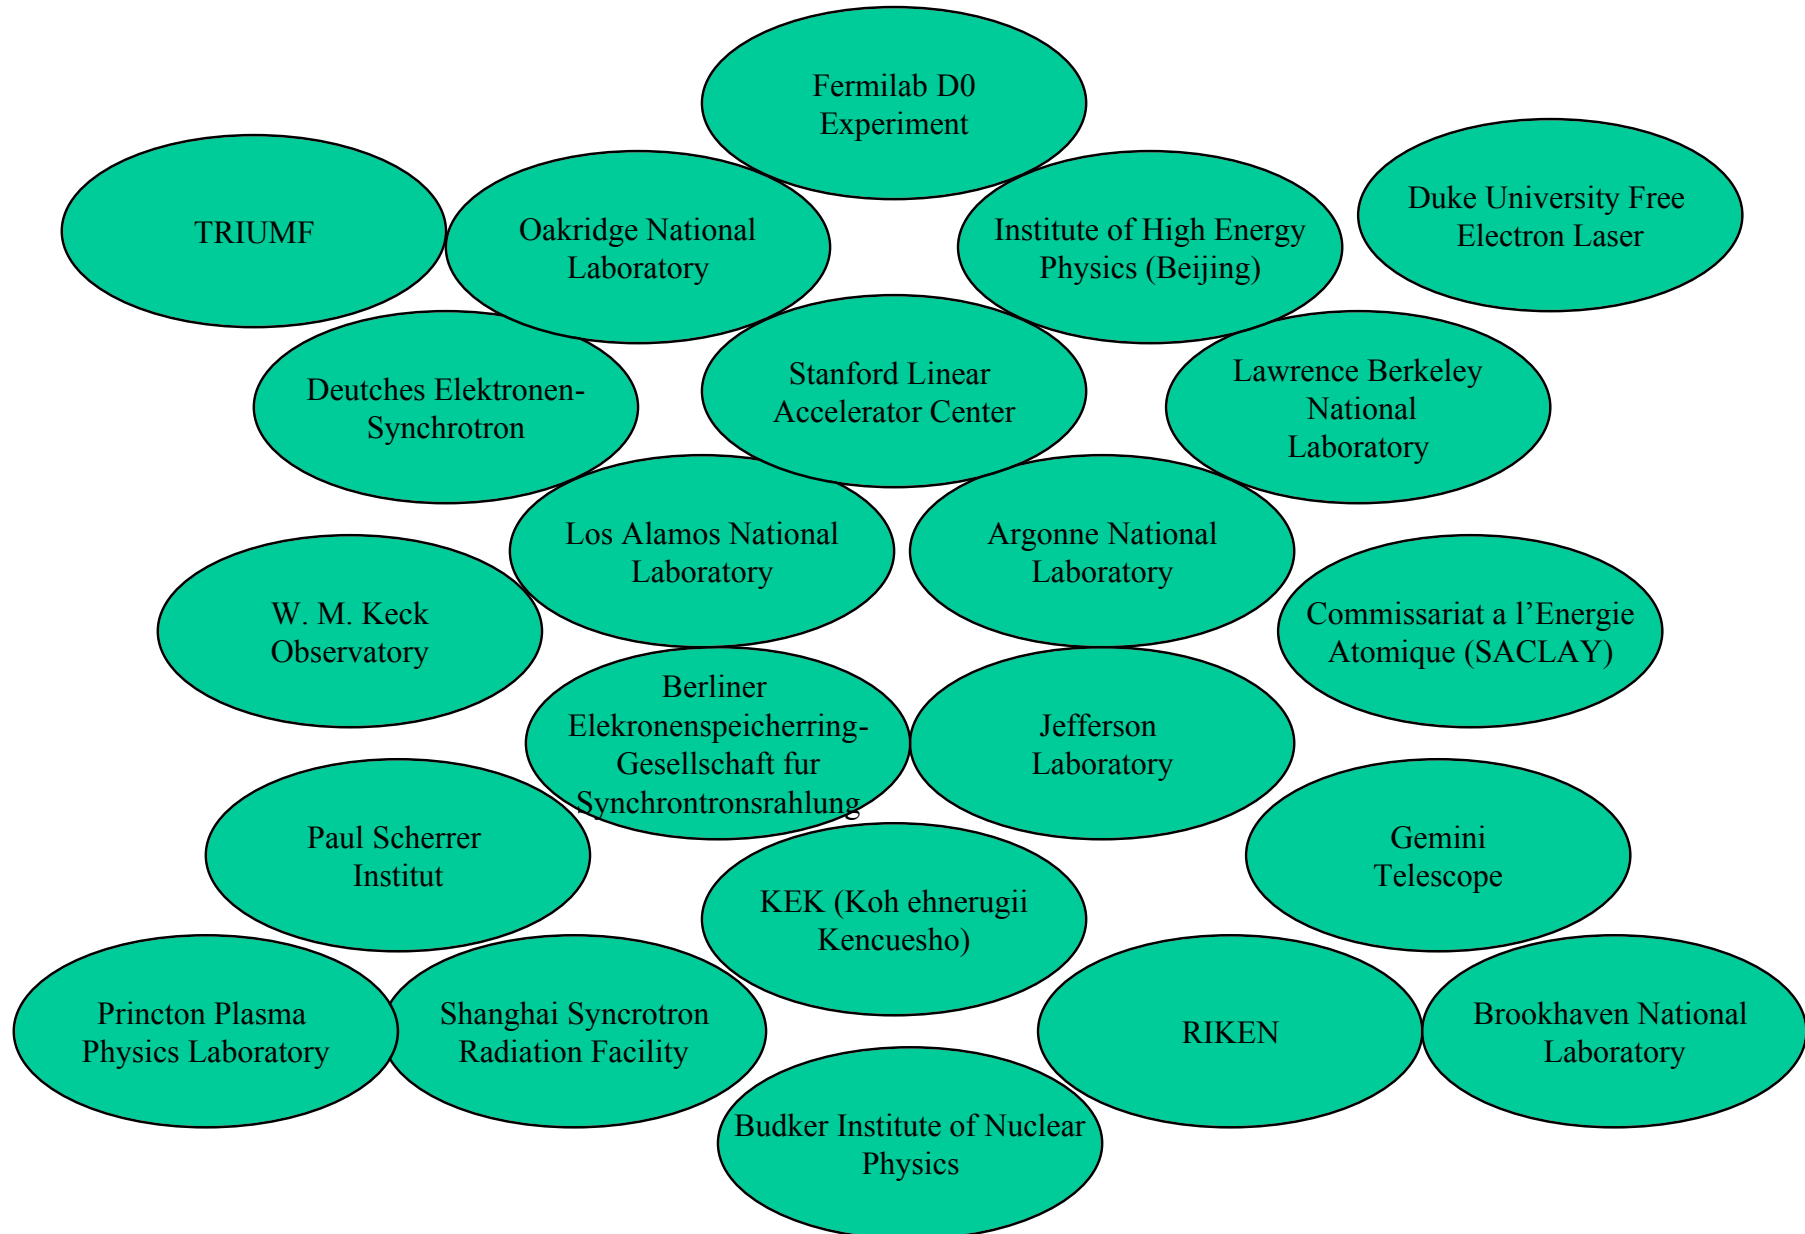 Fermilab D0
Experiment
TRIUMF
Oakridge National
Laboratory
Institute of High Energy
Physics (Beijing)
Duke University Free
Electron Laser
Deutches Elektronen-
Synchrotron
Stanford Linear
Accelerator Center
Lawrence Berkeley
National
Laboratory
Los Alamos National
Laboratory
Argonne National
Laboratory
W. M. Keck
Observatory
Commissariat a l’Energie
Atomique (SACLAY)
Berliner
Elekronenspeicherring-
Gesellschaft fur
Synchrontronsrahlung
Jefferson
Laboratory
Paul Scherrer
Institut
Gemini
Telescope
KEK (Koh ehnerugii
Kencuesho)
Princton Plasma
Physics Laboratory
Shanghai Syncrotron
Radiation Facility
RIKEN
Brookhaven National
Laboratory
Budker Institute of Nuclear
Physics